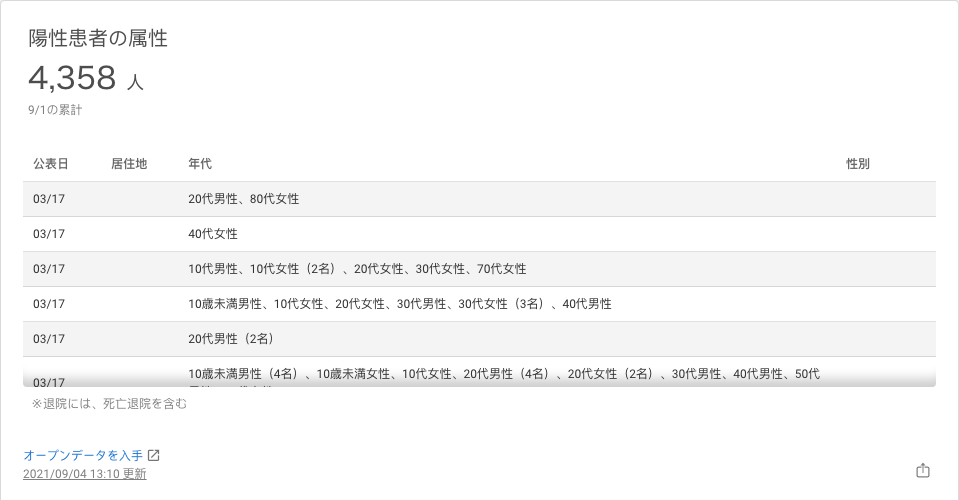 陽性患者の属性
4,358 人
9/1の累計
公表日 居住地 年代 性別
03/17 20代男性、80代女性
03/17 40代女性
03/17 10代男性、10代女性（2名）、20代女性、30代女性、70代女性
03/17 10歳未満男性、10代女性、20代女性、30代男性、30代女性（3名）、40代男性
03/17 20代男性（2名）
03/17 10歳未満男性（4名）、10歳未満女性、10代女性、20代男性（4名）、20代女性（2名）、30代男性、40代男性、50代
※退院には、死亡退院を含む
オープンデータを入手
2021/09/04 13:10 更新